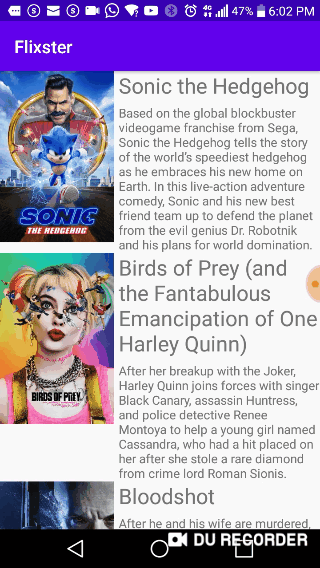 47% 6:02 PM
Flixster
Sonic the Hedgehog
Based on the global blockbuster
videogame franchise from Sega,
Sonic the Hedgehog tells the story
of the world's speediest hedgehog
as he embraces his new home on
Earth. In this live-action adventure
comedy, Sonic and his new best
friend team up to defend the planet
from the evil genius Dr. Robotnik
and his plans for world domination.
SONIC
THE HEDGEHOG
Birds of Prey (and
the Fantabulous
Emancipation of One
Harley Quinn)
After her breakup with the Joker,
Harley Quinn joins forces with singer
Black Canary, assassin Huntress,
and police detective Renee
Montoya to help a young girl named
Cassandra, who had a hit placed on
her after she stole a rare diamond
from crime lord Roman Sionis.
BIRDS OF PREY
Bloodshot
After he and his wife are murdered,
DU RECORDER